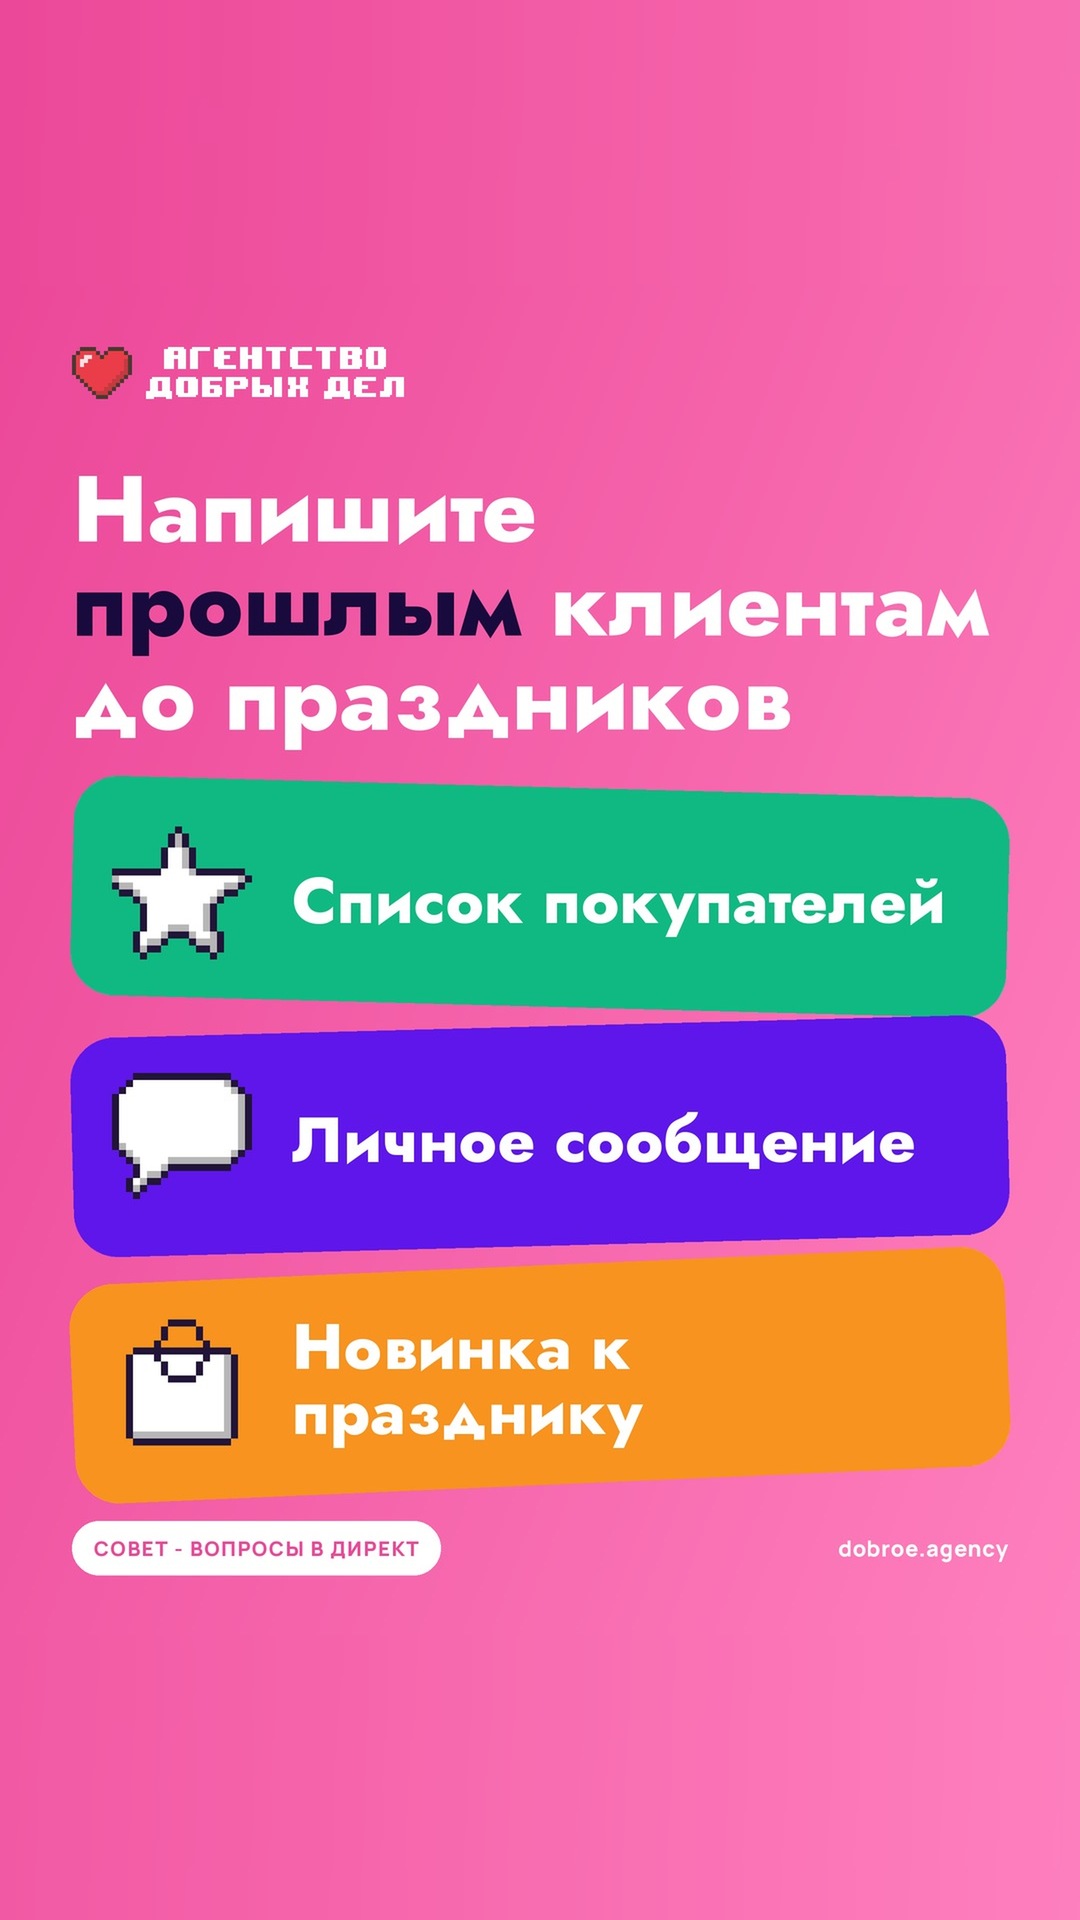 АГЕНТСТВО
ДОБРЫХ ДЕЛ
Напишите
прошлым клиентам
до праздников
Список покупателей
Личное сообщение
Новинка к
празднику
СОВЕТ - ВОПРОСЫ В ДИРЕКТ
dobroe.agency